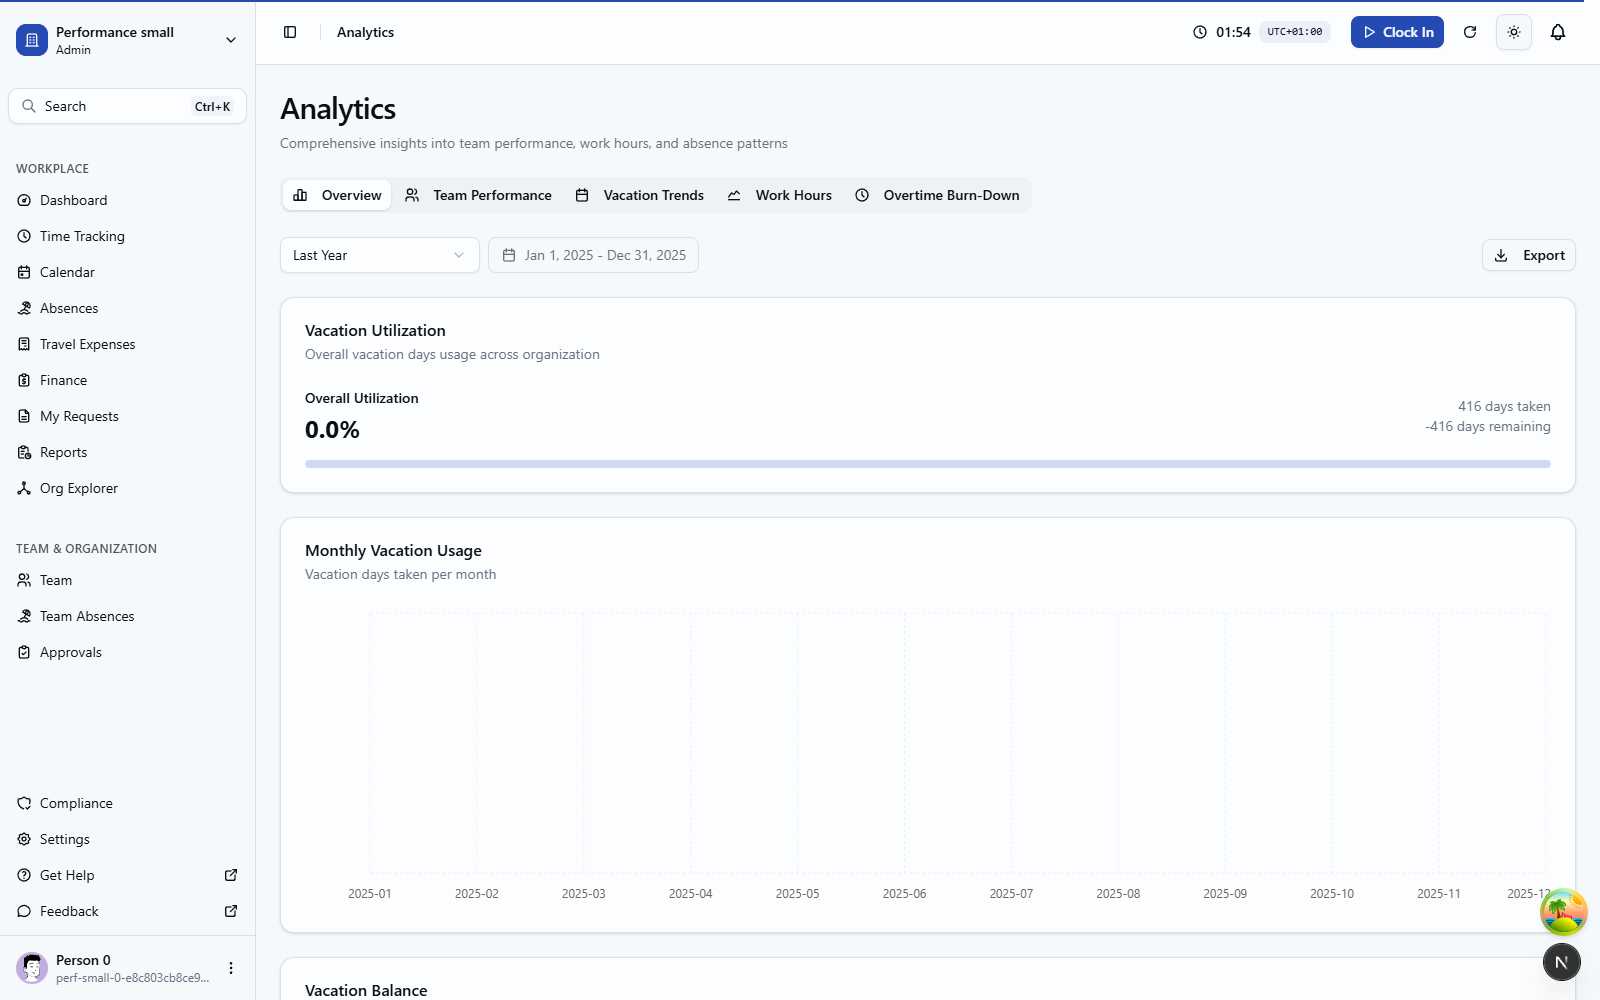 Performance small
Admin
Search
Ctrl+K
WORKPLACE
Dashboard
Time Tracking
Calendar
Absences
Travel Expenses
Finance
My Requests
Reports
Org Explorer
TEAM & ORGANIZATION
Team
Team Absences
Approvals
Compliance
Settings
Get Help
Feedback
Person 0
perf-small-0-e8c803cb8ce9...
Analytics
01:54
UTC+01:00
Clock In
Analytics
Comprehensive insights into team performance, work hours, and absence patterns
Overview
Team Performance
Vacation Trends
Work Hours
Overtime Burn-Down
Last Year
Jan 1, 2025 - Dec 31, 2025
Export
Vacation Utilization
Overall vacation days usage across organization
Overall Utilization
0.0%
416 days taken
-416 days remaining
Monthly Vacation Usage
Vacation days taken per month
2025-01
2025-02
2025-03
2025-04
2025-05
2025-06
2025-07
2025-08
2025-09
2025-10
2025-11
2025-12
N
Vacation Balance